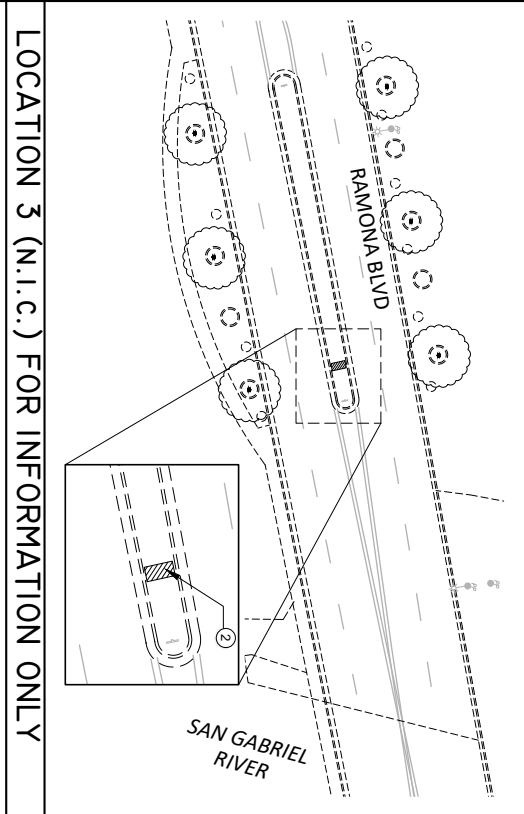 RAMONA BLVD
2
SAN GABRIEL
RIVER
LOCATION 3 (N.I.C.) FOR INFORMATION ONLY